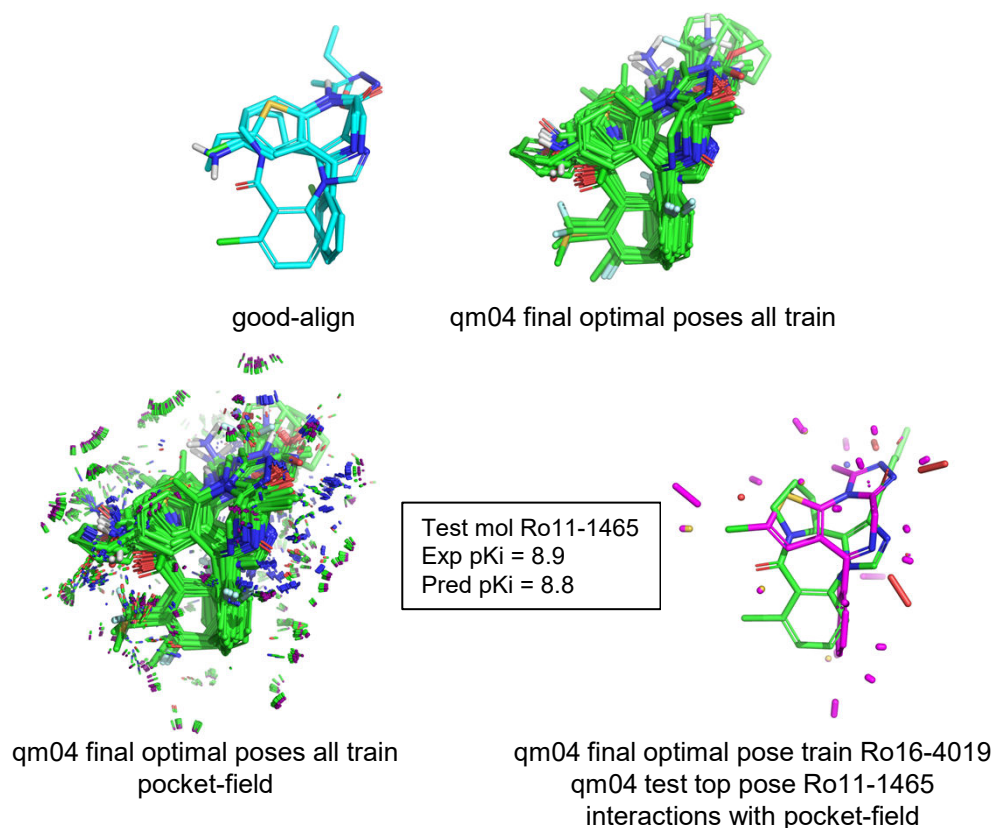 good-align
qm04 final optimal poses all train
Test mol Ro11-1465
Exp pKi = 8.9
Pred pKi = 8.8
qm04 final optimal poses all train
pocket-field
qm04 final optimal pose train Ro16-4019
qm04 test top pose Ro11-1465
interactions with pocket-field